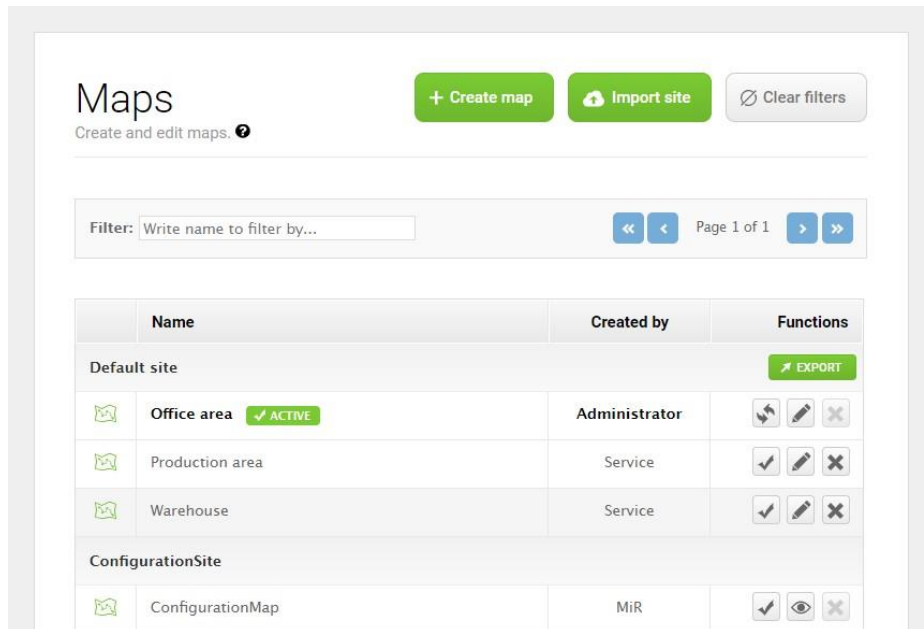 Maps
+ Create map
Import site
Clear filters
Create and edit maps. ?
Filter: Write name to filter by...
« ‹ Page 1 of 1 › »
Name Created by Functions
Default site EXPORT
Office area ACTIVE Administrator
Production area Service
Warehouse Service
ConfigurationSite
ConfigurationMap MiR